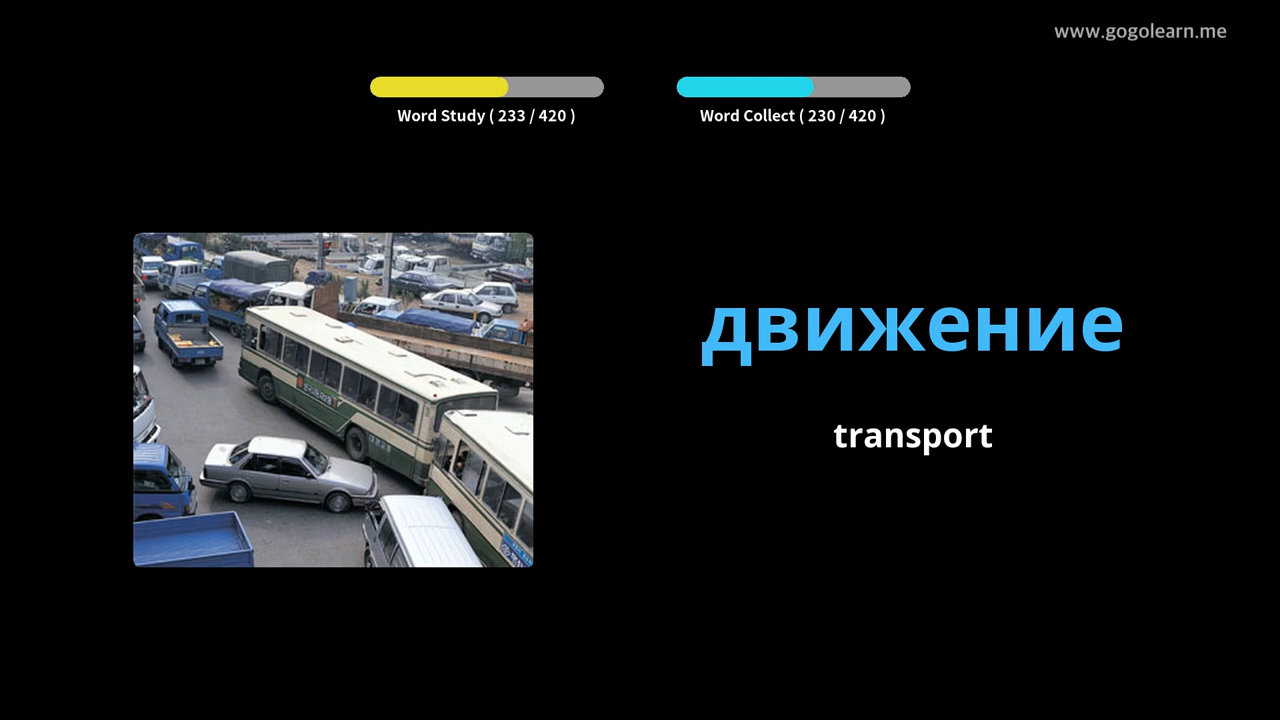 www.gogolearn.me
Word Study ( 233 / 420 )
Word Collect ( 230 / 420 )
движение
transport